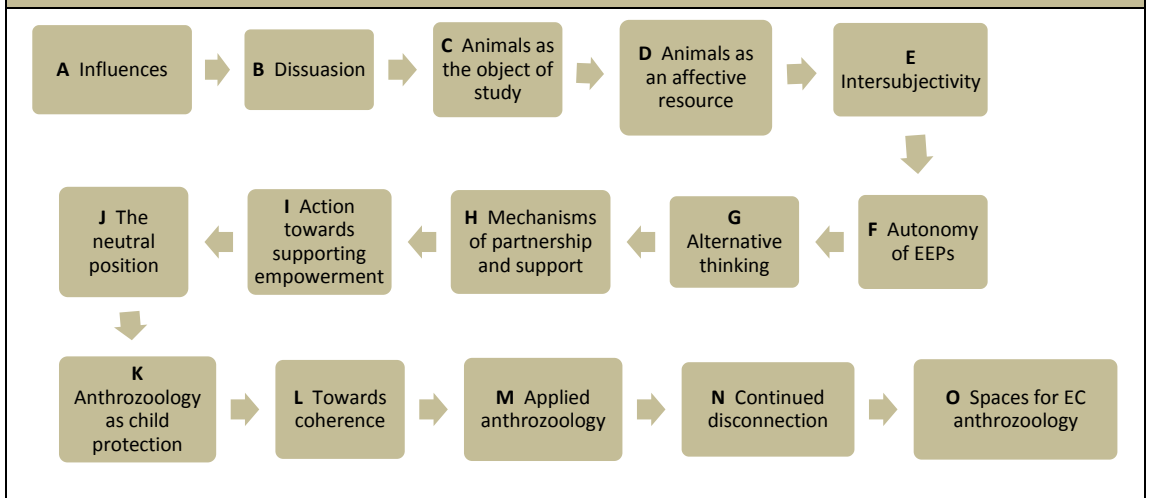 A Influences
B Dissuasion
C Animals as
the object of
study
D Animals as
an affective
resource
E
Intersubjectivity
F Autonomy
of EEPs
G
Alternative
thinking
H Mechanisms
of partnership
and support
I Action
towards
supporting
empowerment
J The
neutral
position
K
Anthrozoology
as child
protection
L Towards
coherence
M Applied
anthrozoology
N Continued
disconnection
O Spaces for EC
anthrozoology